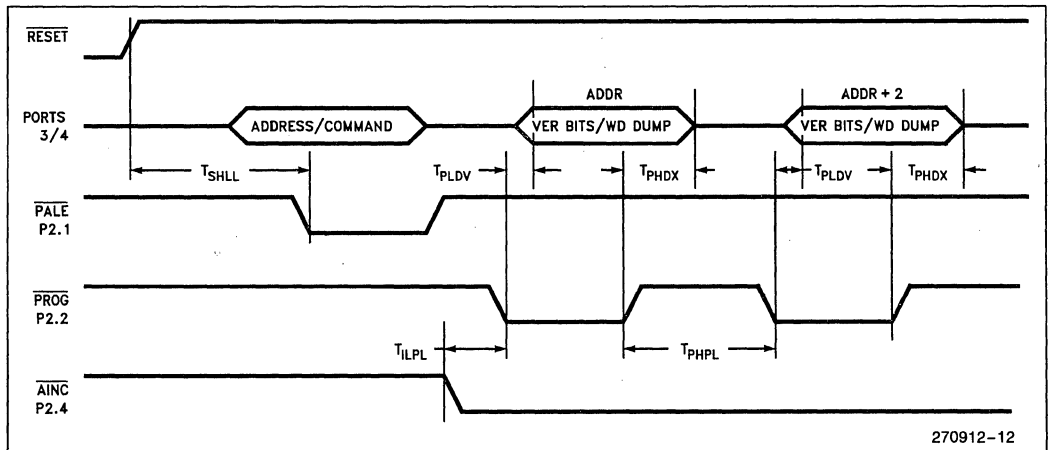 RESET
PORTS
3/4
ADDRESS/COMMAND
ADDR
VER BITS/WD DUMP
ADDR + 2
VER BITS/WD DUMP
TSHLL
TPLDV
TPHDX
TPLDV
TPHDX
PALE
P2.1
PROG
P2.2
TILPL
TPHPL
AINC
P2.4
270912-12